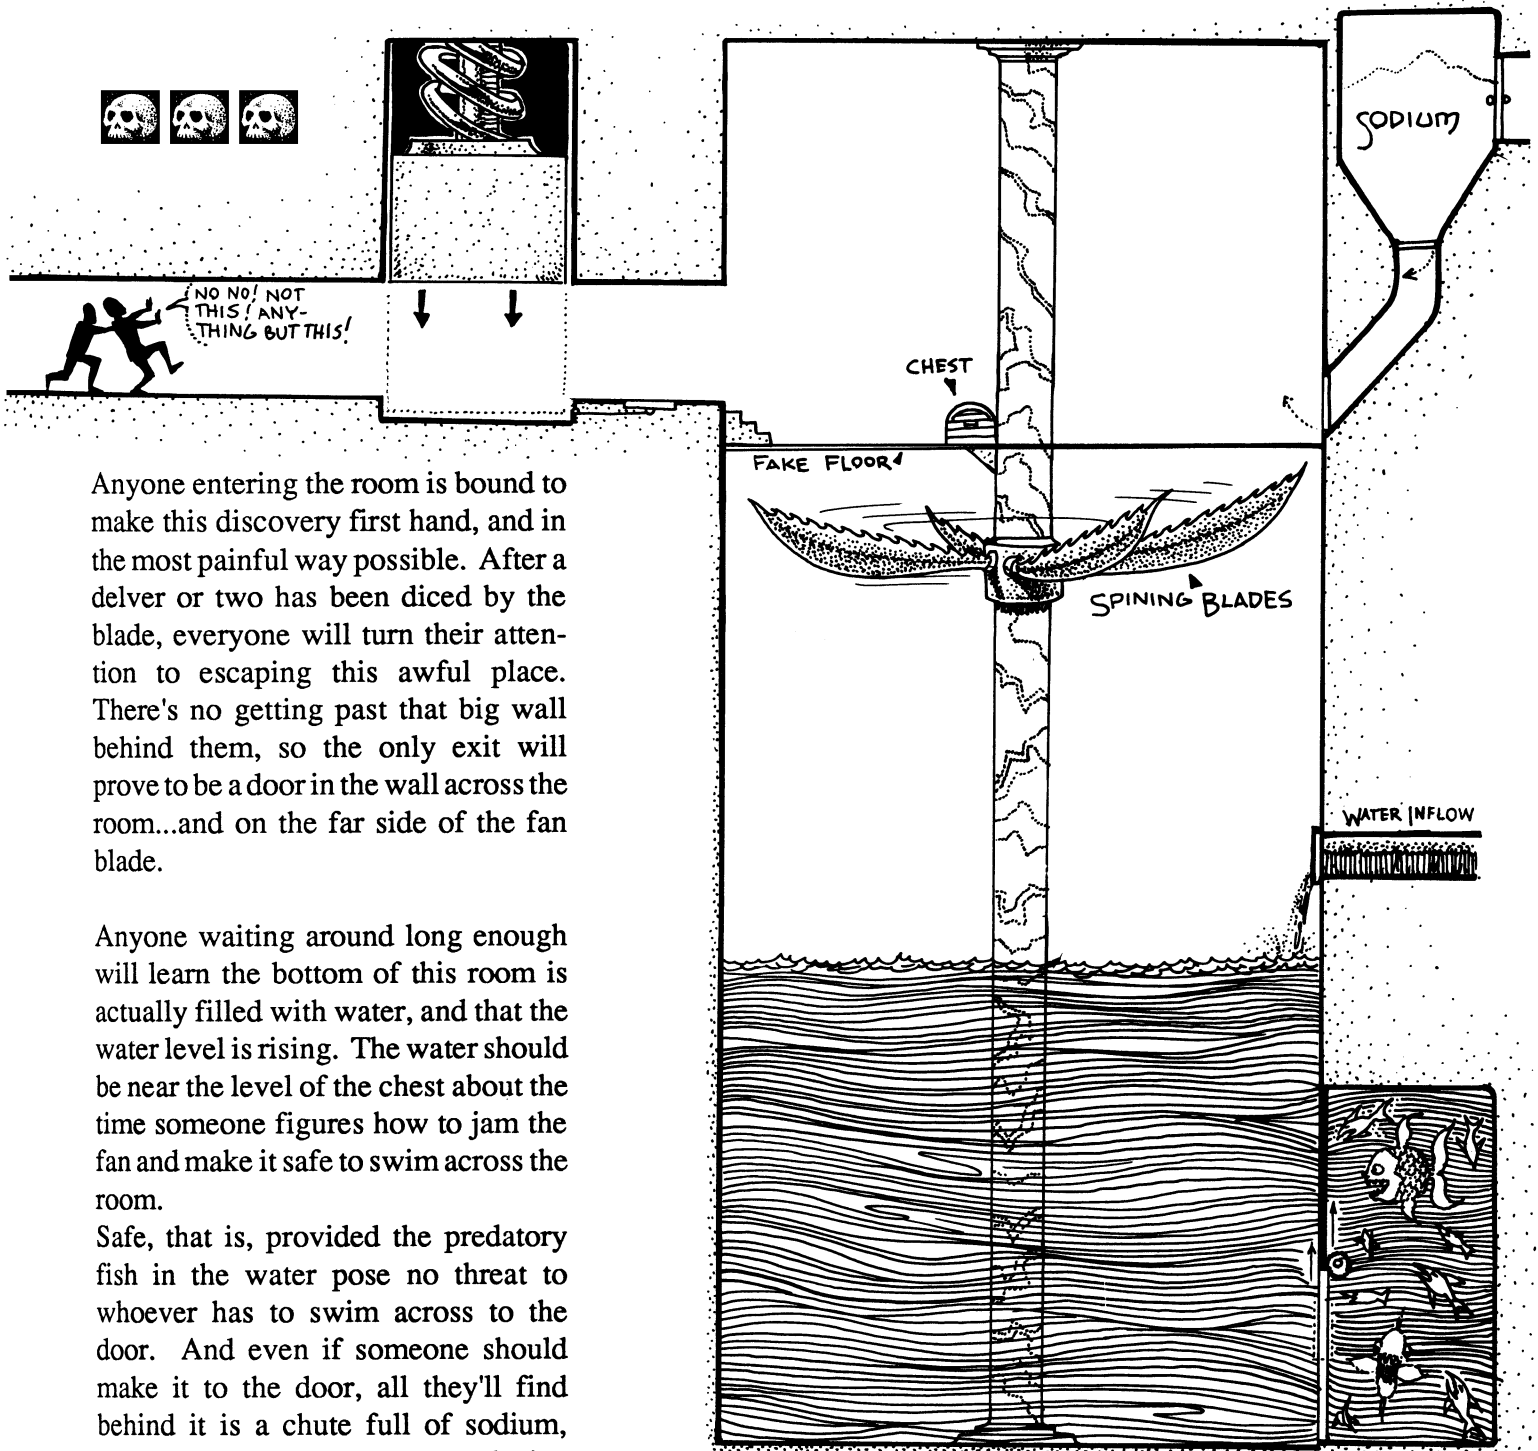 NO NO! NOT
THIS! ANY-
THING BUT THIS!
SODIUM
CHEST
FAKE FLOOR
SPINING BLADES
WATER INFLOW
Anyone entering the room is bound to
make this discovery first hand, and in
the most painful way possible. After a
delver or two has been diced by the
blade, everyone will turn their atten-
tion to escaping this awful place.
There's no getting past that big wall
behind them, so the only exit will
prove to be a door in the wall across the
room...and on the far side of the fan
blade.
Anyone waiting around long enough
will learn the bottom of this room is
actually filled with water, and that the
water level is rising. The water should
be near the level of the chest about the
time someone figures how to jam the
fan and make it safe to swim across the
room.
Safe, that is, provided the predatory
fish in the water pose no threat to
whoever has to swim across to the
door. And even if someone should
make it to the door, all they'll find
behind it is a chute full of sodium,